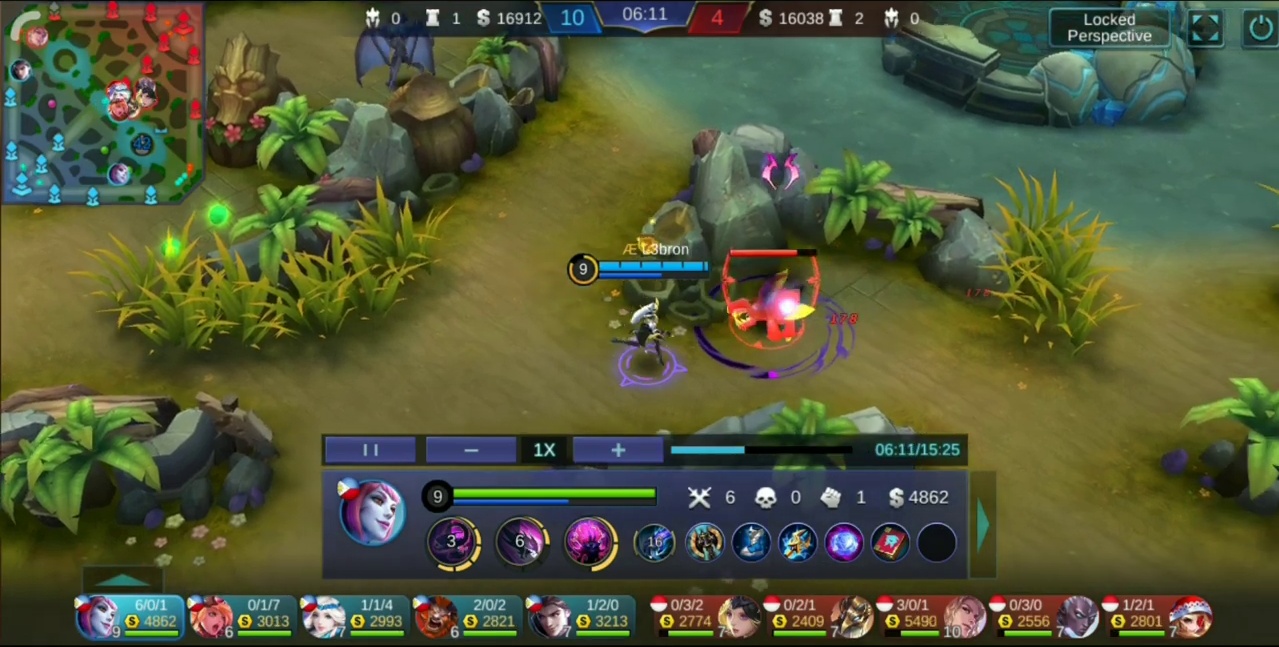 0 1 $ 16912 10 06:11 4 $ 16038 2 0
Locked
Perspective
Æ L3bron
9
178
178
1X
06:11/15:25
9
6 0 1 $ 4862
3 6 16
6/0/1 0/1/7 1/1/4 2/0/2 1/2/0 0/3/2 0/2/1 3/0/1 0/3/0 1/2/1
4862 3013 2993 2821 3213 2774 2409 5490 2556 2801
9 6 7 6 7 7 7 10 7 7